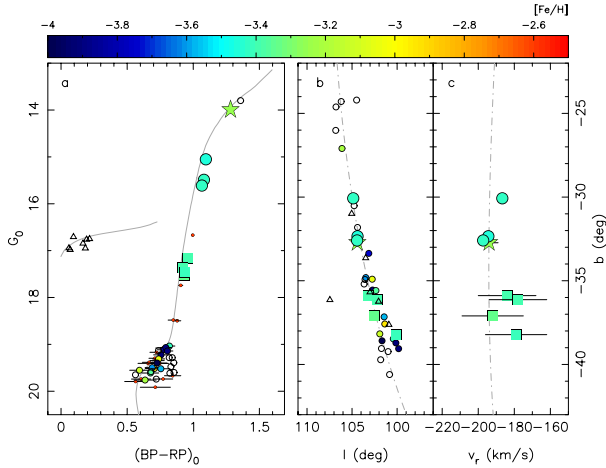 [Fe/H]
−4 −3.8 −3.6 −3.4 −3.2 −3 −2.8 −2.6
a b c
14 16 18 20
G0
0 0.5 1 1.5
(BP−RP)0
110 105 100
l (deg)
−220 −200 −180 −160
vr (km/s)
−25 −30 −35 −40
b (deg)